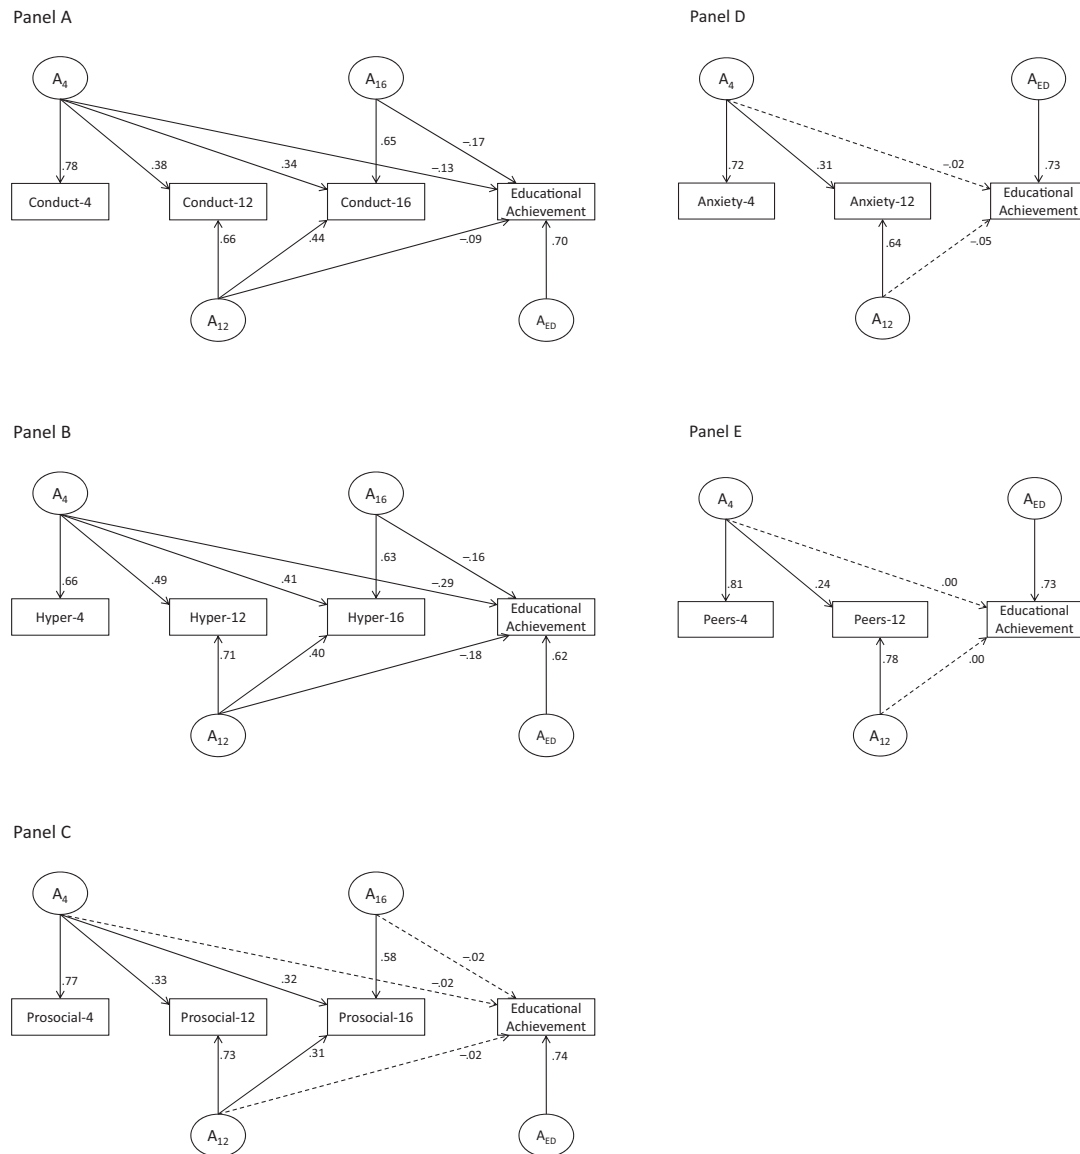 Panel A
A4
A16
.78
.38
.34
.65
–.13
–.17
Conduct-4
Conduct-12
Conduct-16
Educational
Achievement
.66
.44
–.09
.70
A12
AED
Panel D
A4
AED
.72
.31
–.02
.73
Anxiety-4
Anxiety-12
Educational
Achievement
.64
–.05
A12
Panel B
A4
A16
.66
.49
.41
.63
–.29
–.16
Hyper-4
Hyper-12
Hyper-16
Educational
Achievement
.71
.40
–.18
.62
A12
AED
Panel E
A4
AED
.81
.24
.00
.73
Peers-4
Peers-12
Educational
Achievement
.78
.00
A12
Panel C
A4
A16
.77
.33
.32
.58
–.02
–.02
Prosocial-4
Prosocial-12
Prosocial-16
Educational
Achievement
.73
.31
–.02
.74
A12
AED